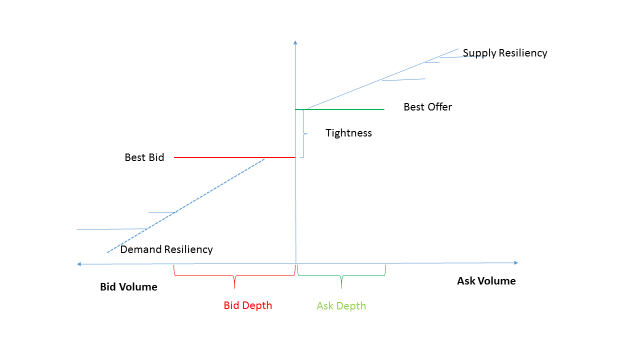 Supply Resiliency
Best Offer
Tightness
Best Bid
Demand Resiliency
Bid Volume
Ask Volume
Bid Depth
Ask Depth